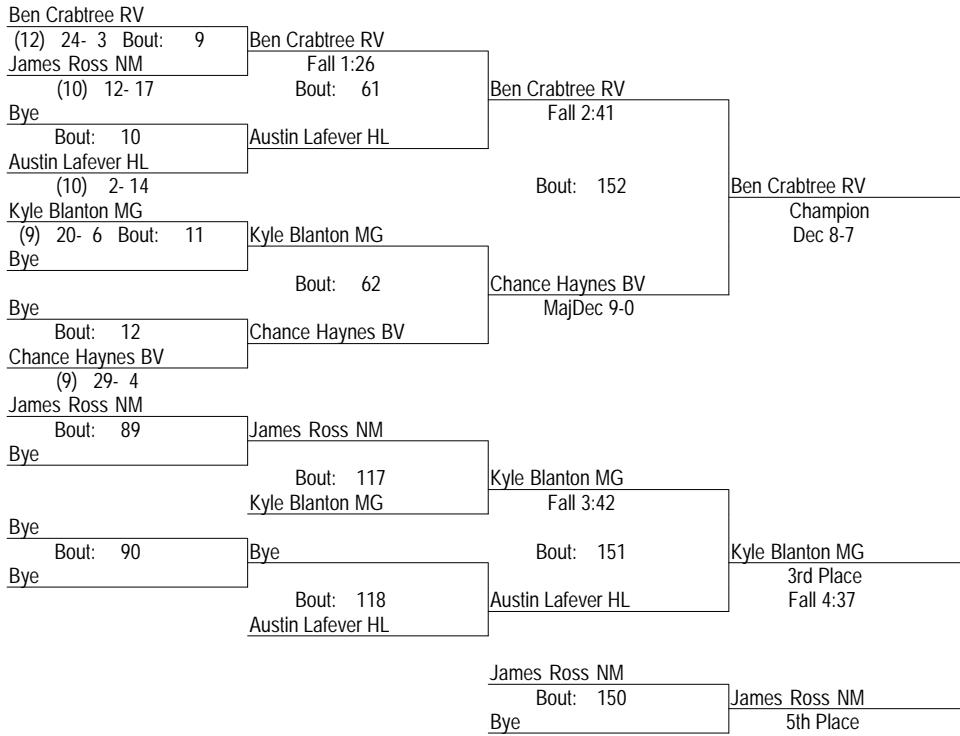 Ben Crabtree RV
(12) 24- 3 Bout: 9 Ben Crabtree RV
James Ross NM Fall 1:26
(10) 12- 17 Bout: 61 Ben Crabtree RV
Bye Fall 2:41
Bout: 10 Austin Lafever HL
Austin Lafever HL
(10) 2- 14 Bout: 152 Ben Crabtree RV
Kyle Blanton MG Champion
(9) 20- 6 Bout: 11 Kyle Blanton MG Dec 8-7
Bye
Bout: 62 Chance Haynes BV
Bye MajDec 9-0
Bout: 12 Chance Haynes BV
Chance Haynes BV
(9) 29- 4
James Ross NM
Bout: 89 James Ross NM
Bye
Bout: 117 Kyle Blanton MG
Kyle Blanton MG Fall 3:42
Bye
Bout: 90 Bye Bout: 151 Kyle Blanton MG
Bye 3rd Place
Bout: 118 Austin Lafever HL Fall 4:37
Austin Lafever HL
James Ross NM
Bout: 150 James Ross NM
Bye 5th Place